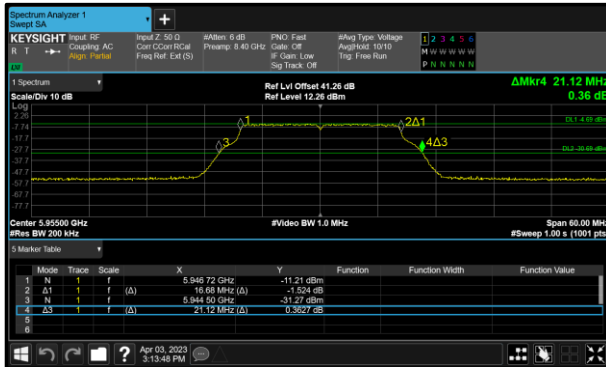 Spectrum Analyzer 1
Swept SA
KEYSIGHT Input: RF Input Z: 50 Ω #Atten: 6 dB PNO: Fast #Avg Type: Voltage 1 2 3 4 5 6
R T Coupling: AC Corr CCorr RCal Preamp: 8.40 GHz Gate: Off Avg|Hold: 10/10 M W W W W W
Align: Partial Freq Ref: Ext (S) IF Gain: Low Trig: Free Run
Sig Track: Off P N N N N N
1 Spectrum Ref Lvl Offset 41.26 dB ΔMkr4 21.12 MHz
Scale/Div 10 dB Ref Level 12.26 dBm 0.36 dB
Log
2.26
-7.74 1 2Δ1 DL1 -4.69 dBm
-17.7
-27.7 3 4Δ3 DL2 -30.69 dBm
-37.7
-47.7
-57.7
-67.7
-77.7
Center 5.95500 GHz #Video BW 1.0 MHz Span 60.00 MHz
#Res BW 200 kHz #Sweep 1.00 s (1001 pts)
5 Marker Table
Mode Trace Scale X Y Function Function Width Function Value
1 N 1 f 5.946 72 GHz -11.21 dBm
2 Δ1 1 f (Δ) 16.68 MHz (Δ) -1.524 dB
3 N 1 f 5.944 50 GHz -31.27 dBm
4 Δ3 1 f (Δ) 21.12 MHz (Δ) 0.3627 dB
5
6
? Apr 03, 2023
3:13:48 PM